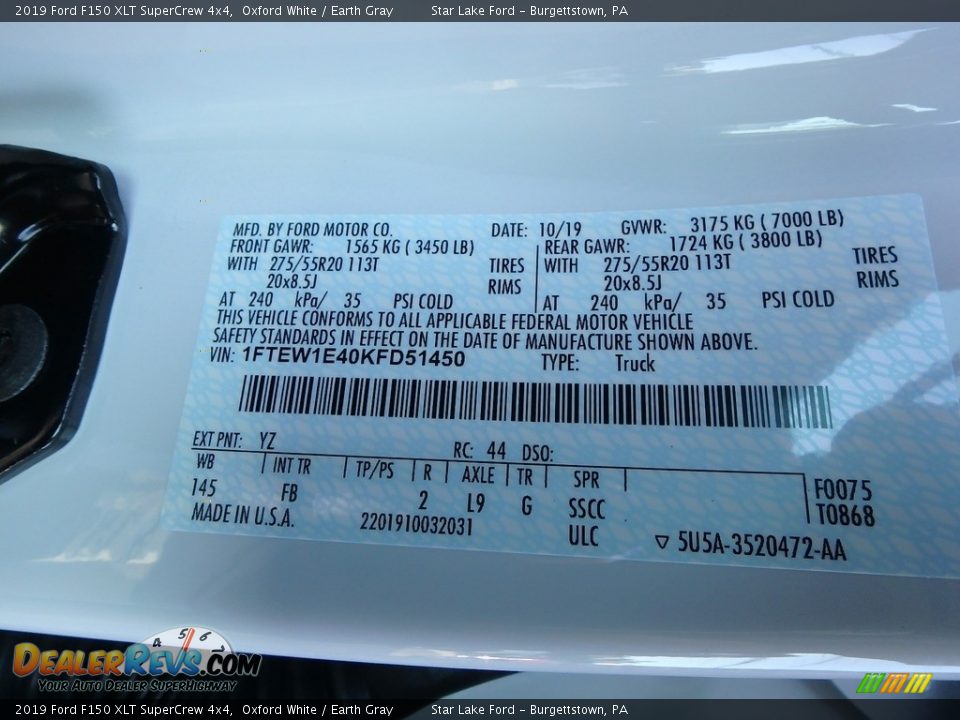 2019 Ford F150 XLT SuperCrew 4x4, Oxford White / Earth Gray Star Lake Ford - Burgettstown, PA
MFD. BY FORD MOTOR CO. DATE: 10/19 GVWR: 3175 KG ( 7000 LB)
FRONT GAWR: 1565 KG ( 3450 LB) REAR GAWR: 1724 KG ( 3800 LB)
WITH 275/55R20 113T TIRES WITH 275/55R20 113T TIRES
20x8.5J RIMS 20x8.5J RIMS
AT 240 kPa/ 35 PSI COLD AT 240 kPa/ 35 PSI COLD
THIS VEHICLE CONFORMS TO ALL APPLICABLE FEDERAL MOTOR VEHICLE
SAFETY STANDARDS IN EFFECT ON THE DATE OF MANUFACTURE SHOWN ABOVE.
VIN: 1FTEW1E40KFD51450 TYPE: Truck
EXT PNT: YZ RC: 44 DSO:
WB INT TR TP/PS R AXLE TR SPR
145 FB 2 L9 G SSCC F0075
T0868
MADE IN U.S.A. 2201910032031 ULC ▽ 5U5A-3520472-AA
4 5 6
DEALERREVS.COM
YOUR AUTO DEALER SUPERHIGHWAY
2019 Ford F150 XLT SuperCrew 4x4, Oxford White / Earth Gray Star Lake Ford - Burgettstown, PA